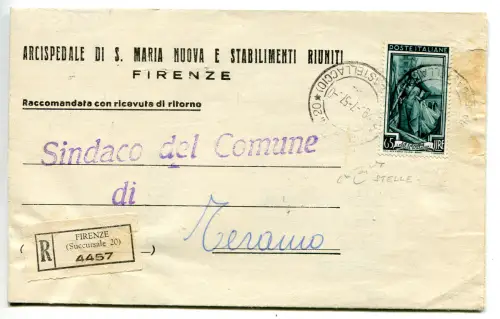 ARCISPEDALE DI S. MARIA NUOVA E STABILIMENTI RIUNITI
FIRENZE
Raccomandata con ricevuta di ritorno
POSTE ITALIANE
65 LIRE
STELLE
Sindaco del Comune
di
Teramo
R
FIRENZE
(Succursale 20)
4457